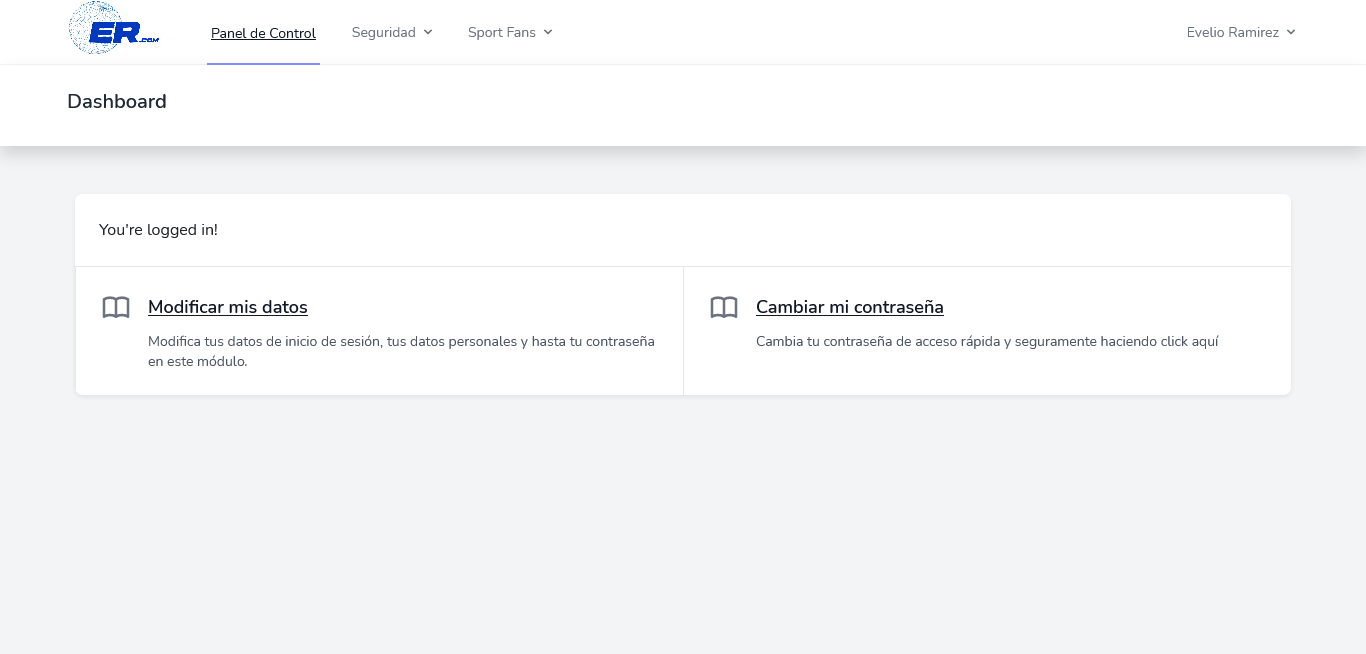 ER.COM
Panel de Control
Seguridad
Sport Fans
Evelio Ramirez
Dashboard
You're logged in!
Modificar mis datos
Modifica tus datos de inicio de sesión, tus datos personales y hasta tu contraseña
en este módulo.
Cambiar mi contraseña
Cambia tu contraseña de acceso rápida y seguramente haciendo click aquí